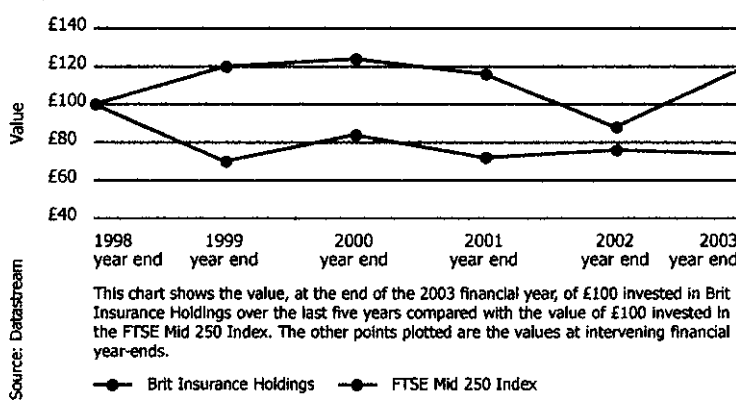 £140
£120
£100
£80
£60
£40
Value
1998 year end
1999 year end
2000 year end
2001 year end
2002 year end
2003 year end
Source: Datastream
This chart shows the value, at the end of the 2003 financial year, of £100 invested in Brit
Insurance Holdings over the last five years compared with the value of £100 invested in
the FTSE Mid 250 Index. The other points plotted are the values at intervening financial
year-ends.
Brit Insurance Holdings
FTSE Mid 250 Index